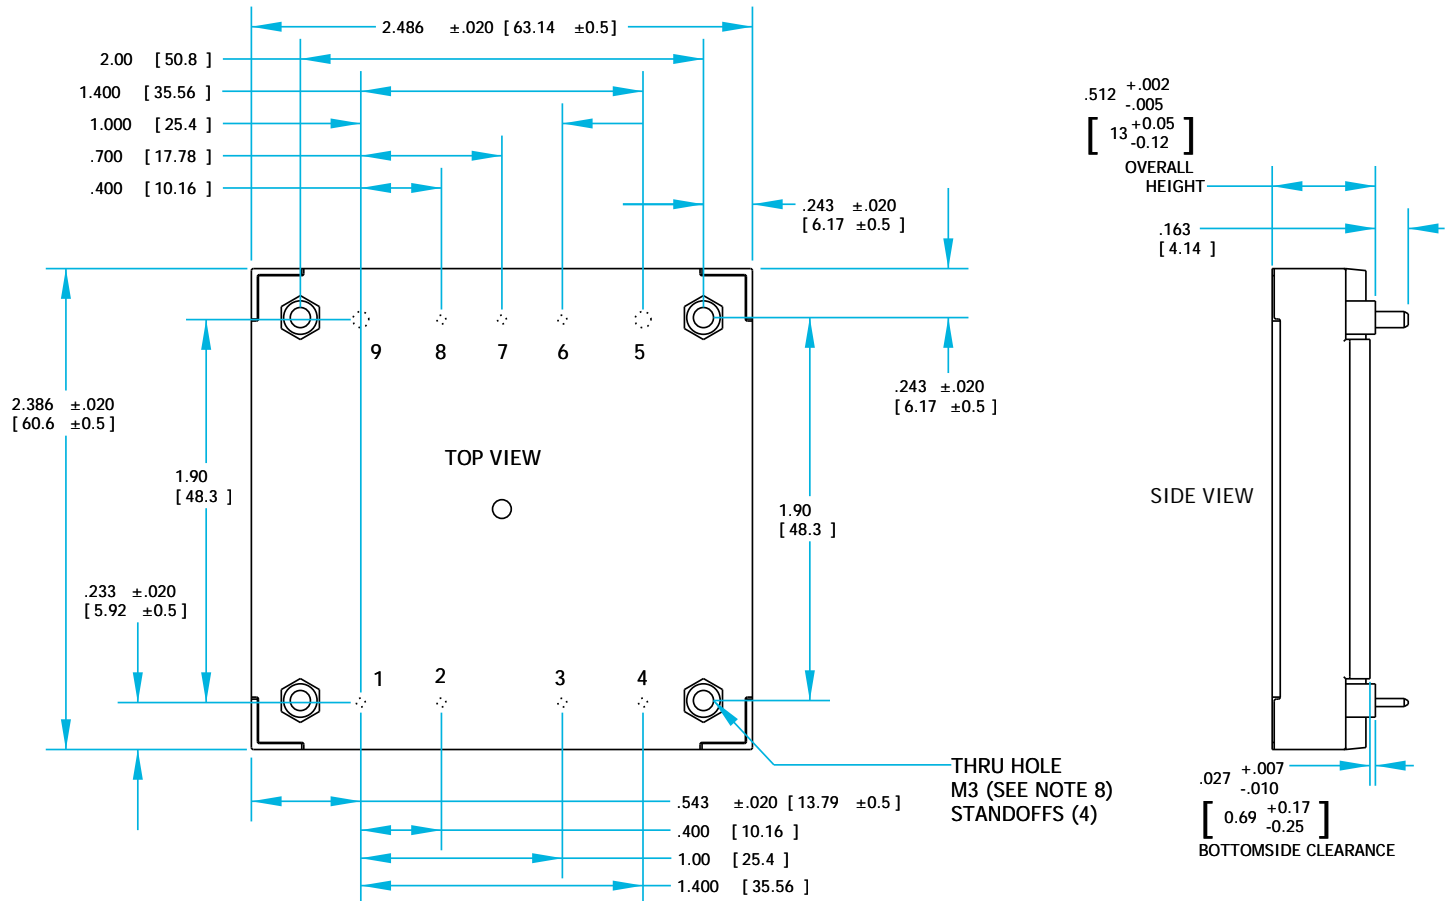 2.486 ±.020 [ 63.14 ±0.5]
2.00 [ 50.8 ]
1.400 [ 35.56 ]
1.000 [ 25.4 ]
.700 [ 17.78 ]
.400 [ 10.16 ]
.243 ±.020
[ 6.17 ±0.5 ]
9 8 7 6 5
.243 ±.020
[ 6.17 ±0.5 ]
2.386 ±.020
[ 60.6 ±0.5 ]
TOP VIEW
1.90
[ 48.3 ]
1.90
[ 48.3 ]
.233 ±.020
[ 5.92 ±0.5 ]
1 2 3 4
THRU HOLE
M3 (SEE NOTE 8)
STANDOFFS (4)
.543 ±.020 [ 13.79 ±0.5 ]
.400 [ 10.16 ]
1.00 [ 25.4 ]
1.400 [ 35.56 ]
.512 +.002
-.005
[ 13 +0.05
-0.12 ]
OVERALL
HEIGHT
.163
[ 4.14 ]
SIDE VIEW
.027 +.007
-.010
[ 0.69 +0.17
-0.25 ]
BOTTOMSIDE CLEARANCE